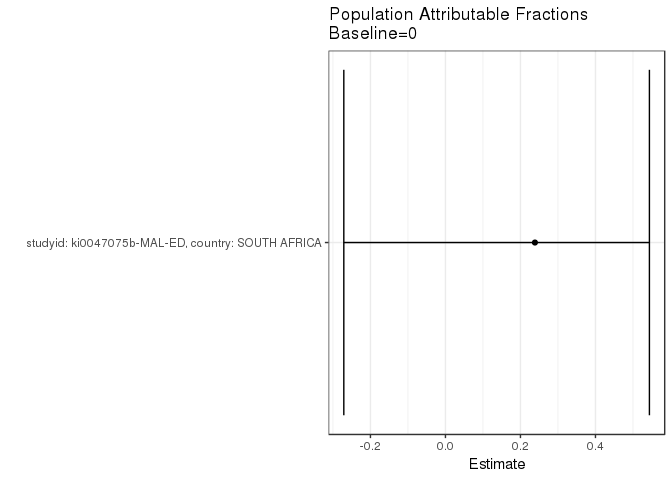 Population Attributable Fractions
Baseline=0
studyid: ki0047075b-MAL-ED, country: SOUTH AFRICA
-0.2 0.0 0.2 0.4
Estimate